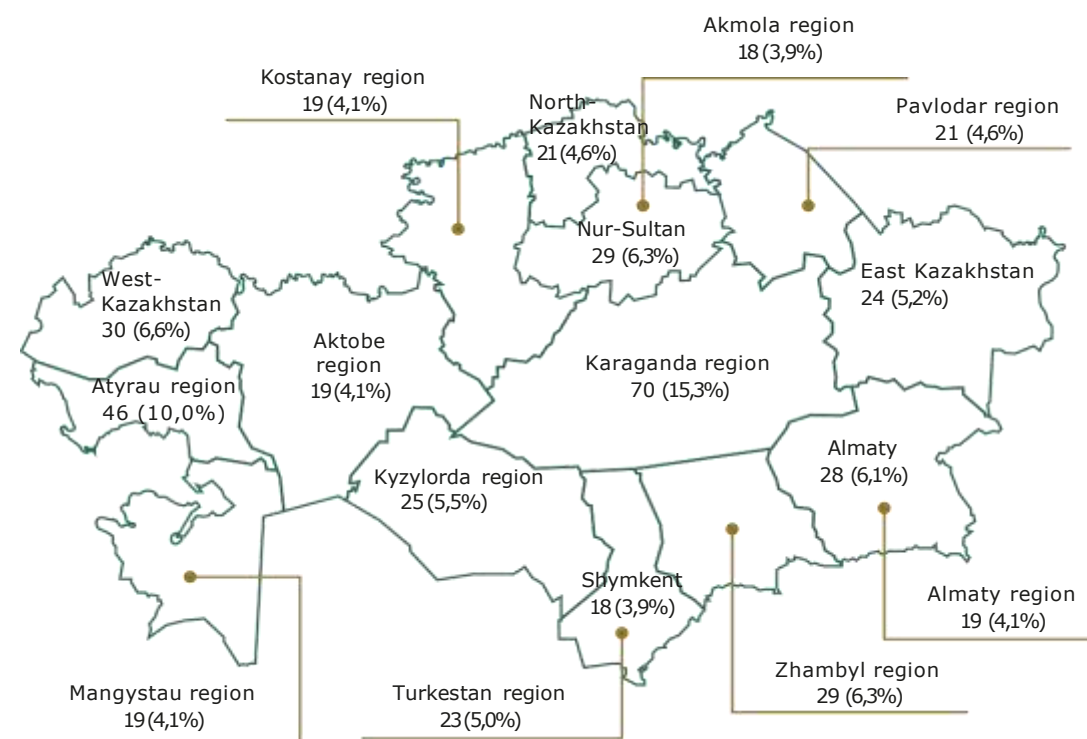 Akmola region
18 (3,9%)
Kostanay region
19 (4,1%)
North-
Kazakhstan
21 (4,6%)
Pavlodar region
21 (4,6%)
Nur-Sultan
29 (6,3%)
East Kazakhstan
24 (5,2%)
West-
Kazakhstan
30 (6,6%)
Aktobe
region
19 (4,1%)
Karaganda region
70 (15,3%)
Atyrau region
46 (10,0%)
Almaty
28 (6,1%)
Kyzylorda region
25 (5,5%)
Shymkent
18 (3,9%)
Almaty region
19 (4,1%)
Zhambyl region
29 (6,3%)
Mangystau region
19 (4,1%)
Turkestan region
23 (5,0%)